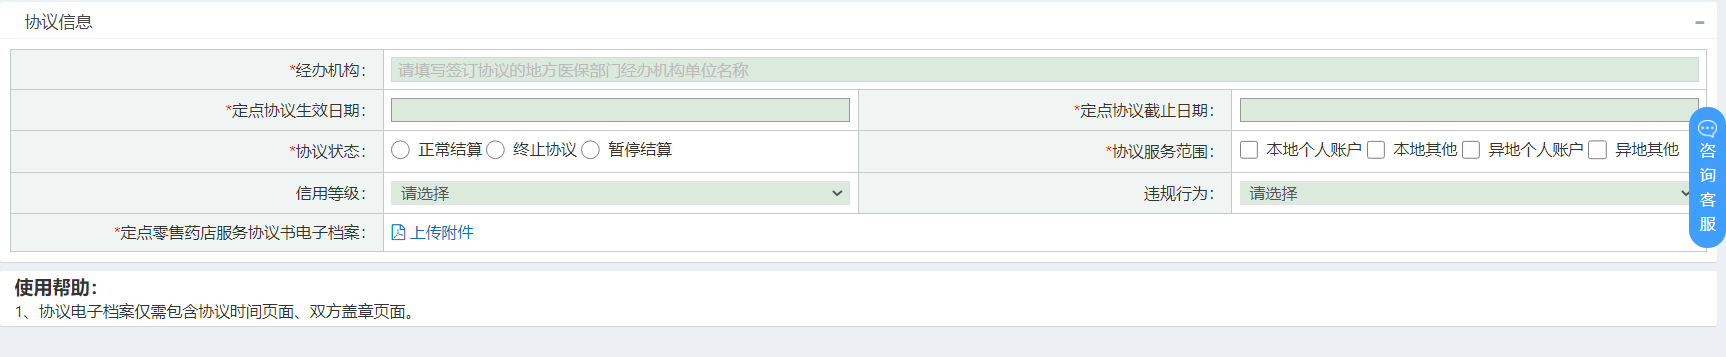 协议信息
*经办机构: 请填写签订协议的地方医保部门经办机构单位名称
*定点协议生效日期: *定点协议截止日期:
*协议状态: 正常结算 终止协议 暂停结算 *协议服务范围: 本地个人账户 本地其他 异地个人账户 异地其他
信用等级: 请选择 违规行为: 请选择
*定点零售药店服务协议书电子档案: 上传附件
咨询客服
使用帮助:
1、协议电子档案仅需包含协议时间页面、双方盖章页面。